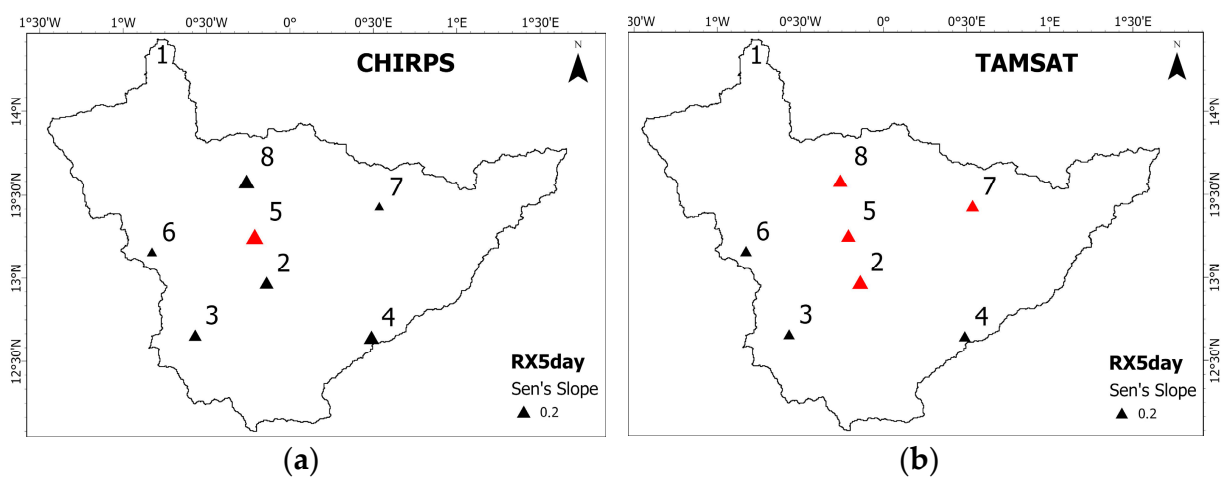 1°30'W 1°W 0°30'W 0° 0°30'E 1°E 1°30'E
30'W 1°W 0°30'W 0° 0°30'E 1°E 1°30'E
14°N
13°30'N
13°N
12°30'N
CHIRPS
N
1
8
7
5
6
2
3
4
RX5day
Sen's Slope
0.2
(a)
TAMSAT
N
1
8
7
5
6
2
3
4
RX5day
Sen's Slope
0.2
14°N
13°30'N
13°N
12°30'N
(b)